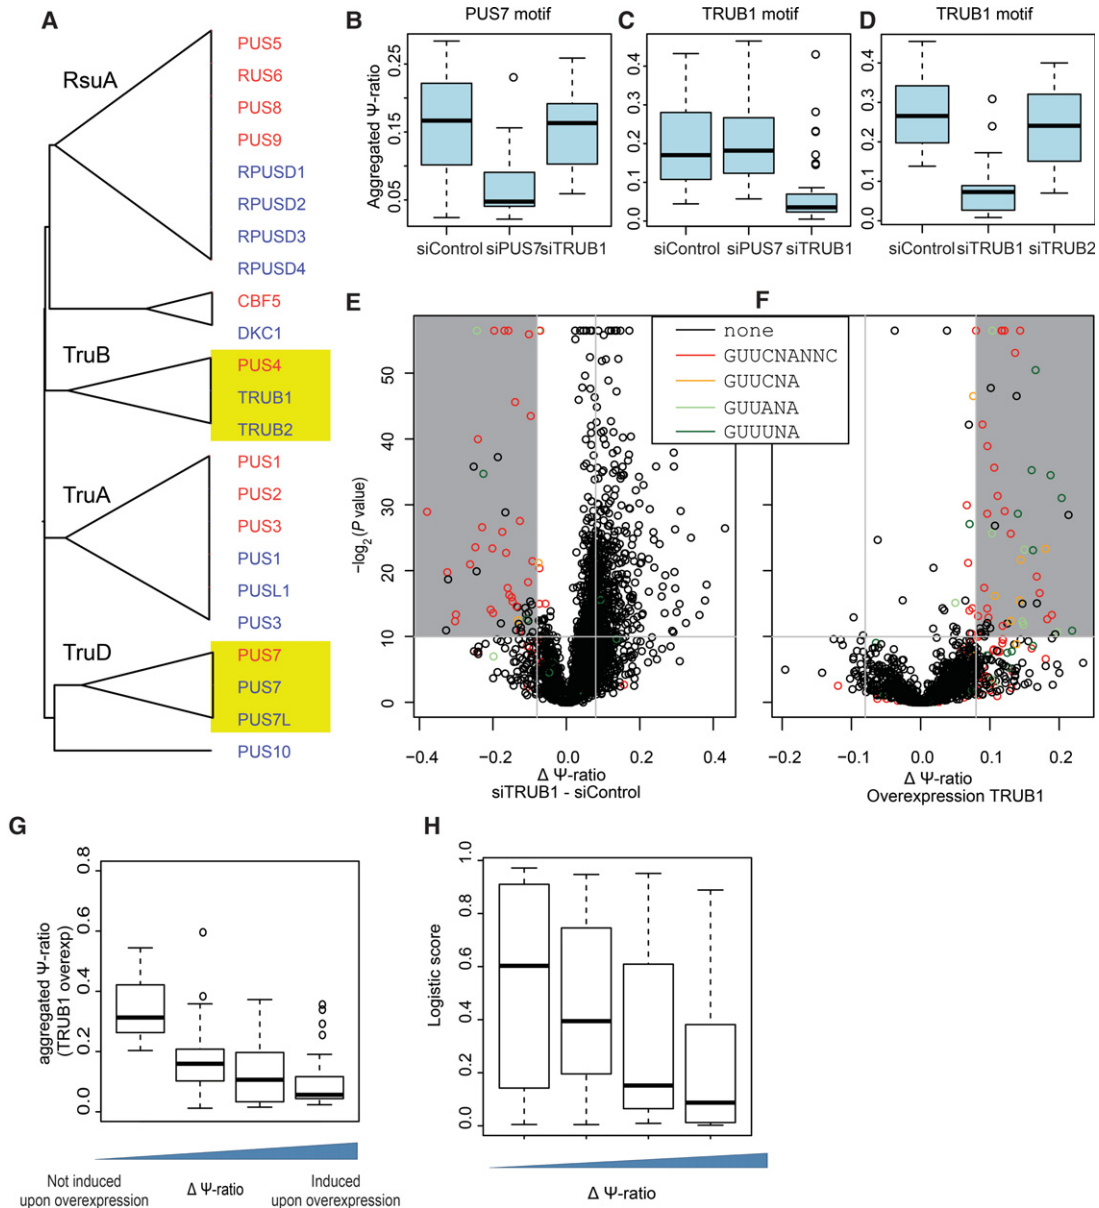 A
RsuA
TruB
TruA
TruD
PUS5
RUS6
PUS8
PUS9
RPUSD1
RPUSD2
RPUSD3
RPUSD4
CBF5
DKC1
PUS4
TRUB1
TRUB2
PUS1
PUS2
PUS3
PUS1
PUSL1
PUS3
PUS7
PUS7
PUS7L
PUS10
B
PUS7 motif
Aggregated Ψ-ratio
0.25
0.15
0.05
siControl siPUS7 siTRUB1
C
TRUB1 motif
0.4
0.3
0.2
0.1
0.0
siControl siPUS7 siTRUB1
D
TRUB1 motif
0.4
0.3
0.2
0.1
0.0
siControl siTRUB1 siTRUB2
E
−log2(P value)
50
40
30
20
10
0
−0.4 −0.2 0.0 0.2 0.4
Δ Ψ-ratio
siTRUB1 - siControl
none
GUUCNANNC
GUUCNA
GUUANA
GUUUNA
F
−0.2 −0.1 0.0 0.1 0.2
Δ Ψ-ratio
Overexpression TRUB1
G
aggregated Ψ-ratio
(TRUB1 overexp)
0.8
0.6
0.4
0.2
0.0
Not induced
upon overexpression
Δ Ψ-ratio
Induced
upon overexpression
H
Logistic score
1.0
0.8
0.6
0.4
0.2
0.0
Δ Ψ-ratio